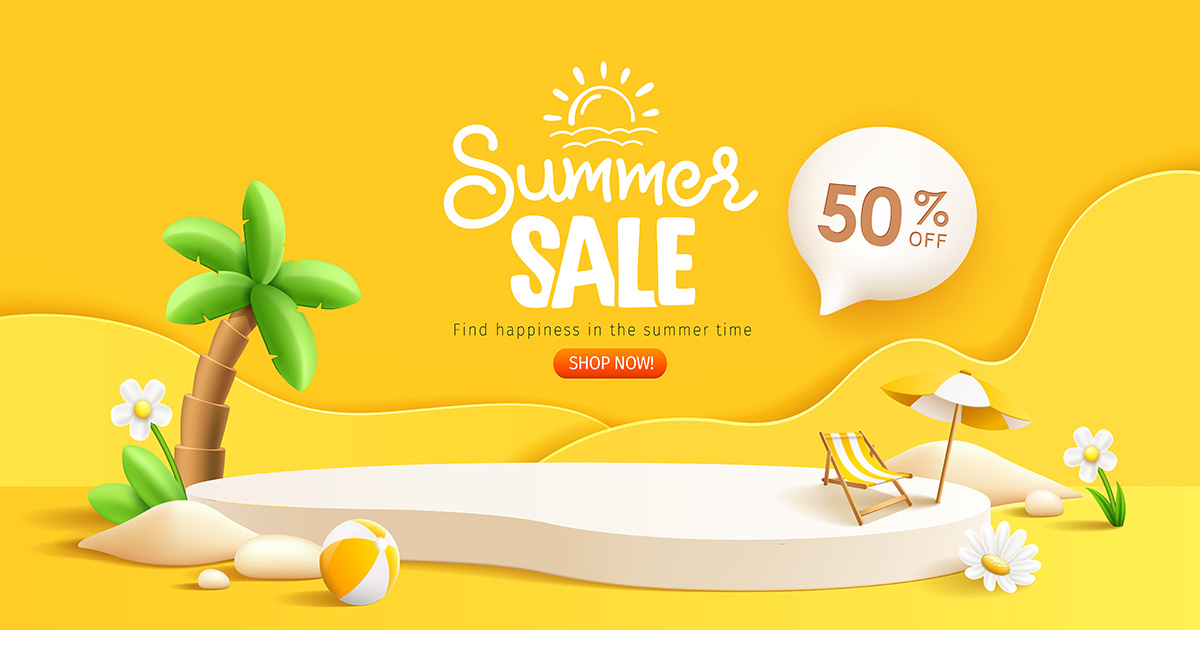 Summer
SALE
50% OFF
Find happiness in the summer time
SHOP NOW!